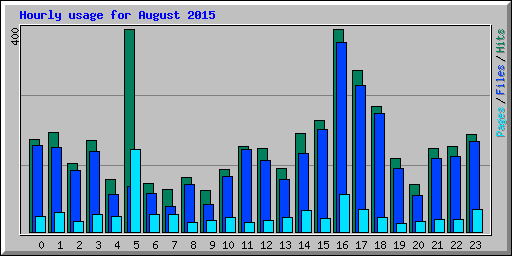 Hourly usage for August 2015
400
Pages / Files / Hits
0 1 2 3 4 5 6 7 8 9 10 11 12 13 14 15 16 17 18 19 20 21 22 23